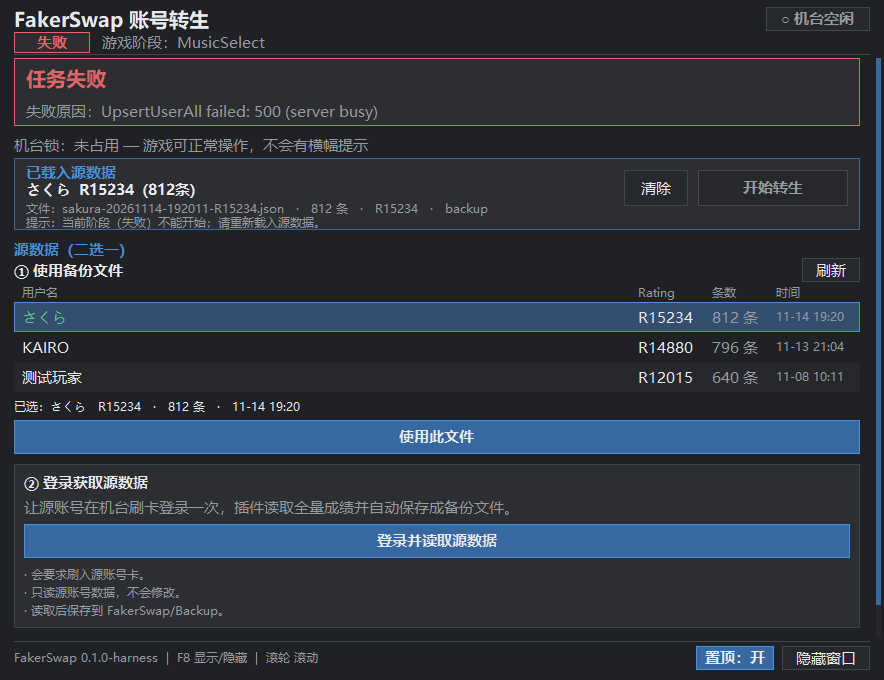 FakerSwap 账号转生
○ 机台空闲
失败 游戏阶段：MusicSelect
任务失败
失败原因：UpsertUserAll failed: 500 (server busy)
机台锁：未占用 — 游戏可正常操作，不会有横幅提示
已载入源数据
さくら R15234 (812条)
文件：sakura-20261114-192011-R15234.json · 812 条 · R15234 · backup
提示：当前阶段（失败）不能开始；请重新载入源数据。
清除
开始转生
源数据（二选一）
① 使用备份文件
刷新
用户名 Rating 条数 时间
さくら R15234 812 条 11-14 19:20
KAIRO R14880 796 条 11-13 21:04
测试玩家 R12015 640 条 11-08 10:11
已选：さくら R15234 · 812 条 · 11-14 19:20
使用此文件
② 登录获取源数据
让源账号在机台刷卡登录一次，插件读取全量成绩并自动保存成备份文件。
登录并读取源数据
· 会要求刷入源账号卡。
· 只读源账号数据，不会修改。
· 读取后保存到 FakerSwap/Backup。
FakerSwap 0.1.0-harness | F8 显示/隐藏 | 滚轮 滚动
置顶：开
隐藏窗口